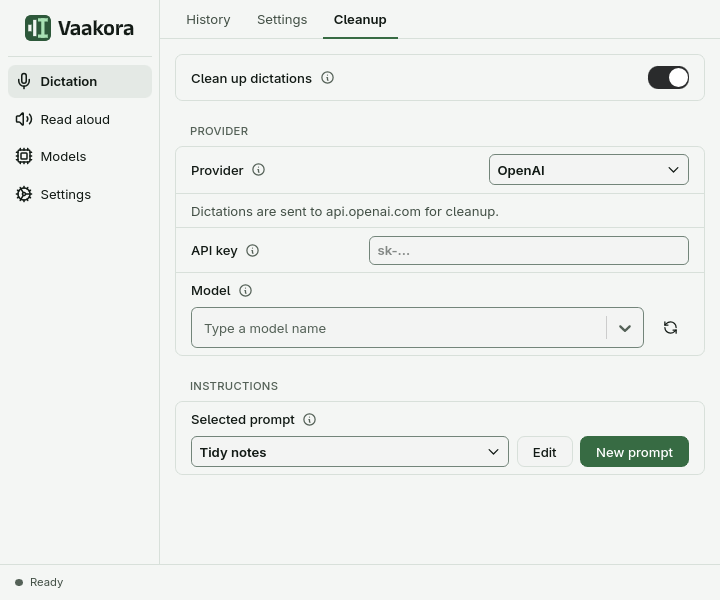 Vaakora
Dictation
Read aloud
Models
Settings
History
Settings
Cleanup
Clean up dictations
PROVIDER
Provider
OpenAI
Dictations are sent to api.openai.com for cleanup.
API key
sk-...
Model
Type a model name
INSTRUCTIONS
Selected prompt
Tidy notes
Edit
New prompt
Ready